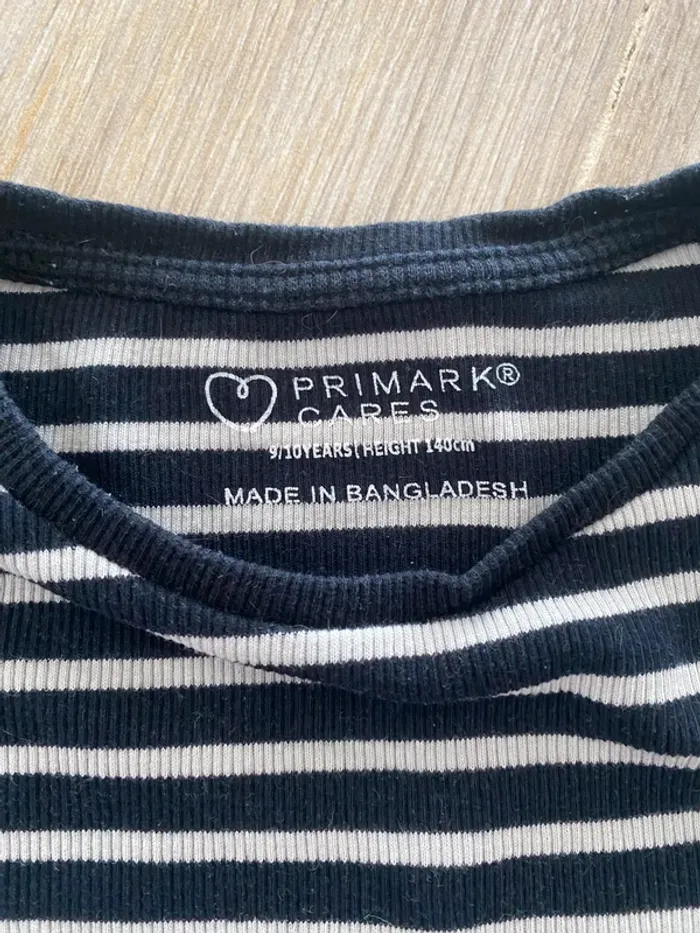 PRIMARK®
CARES
9/10YEARS(HEIGHT 140cm
MADE IN BANGLADESH